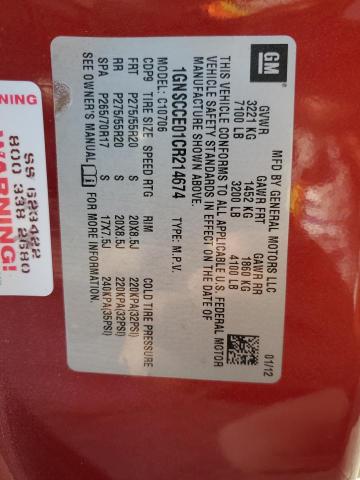 GM
MFD BY GENERAL MOTORS LLC
01/12
GVWR GAWR FRT GAWR RR
3221 KG 1452 KG 1860 KG
7100 LB 3200 LB 4100 LB
THIS VEHICLE CONFORMS TO ALL APPLICABLE U.S. FEDERAL MOTOR
VEHICLE SAFETY STANDARDS IN EFFECT ON THE DATE OF
MANUFACTURE SHOWN ABOVE.
1GNSCCE01CR214674 TYPE: M.P.V.
MODEL: C10706
CDP9 TIRE SIZE SPEED RTG RIM COLD TIRE PRESSURE
FRT P275/55R20 S 20X8.5J 220KPA(32PSI)
RR P275/55R20 S 20X8.5J 220KPA(32PSI)
SPA P265/70R17 S 17X7.5J 240KPA(35PSI)
SEE OWNER'S MANUAL FOR MORE INFORMATION.
NING
SS 623422
800 338 2680
WARNING!